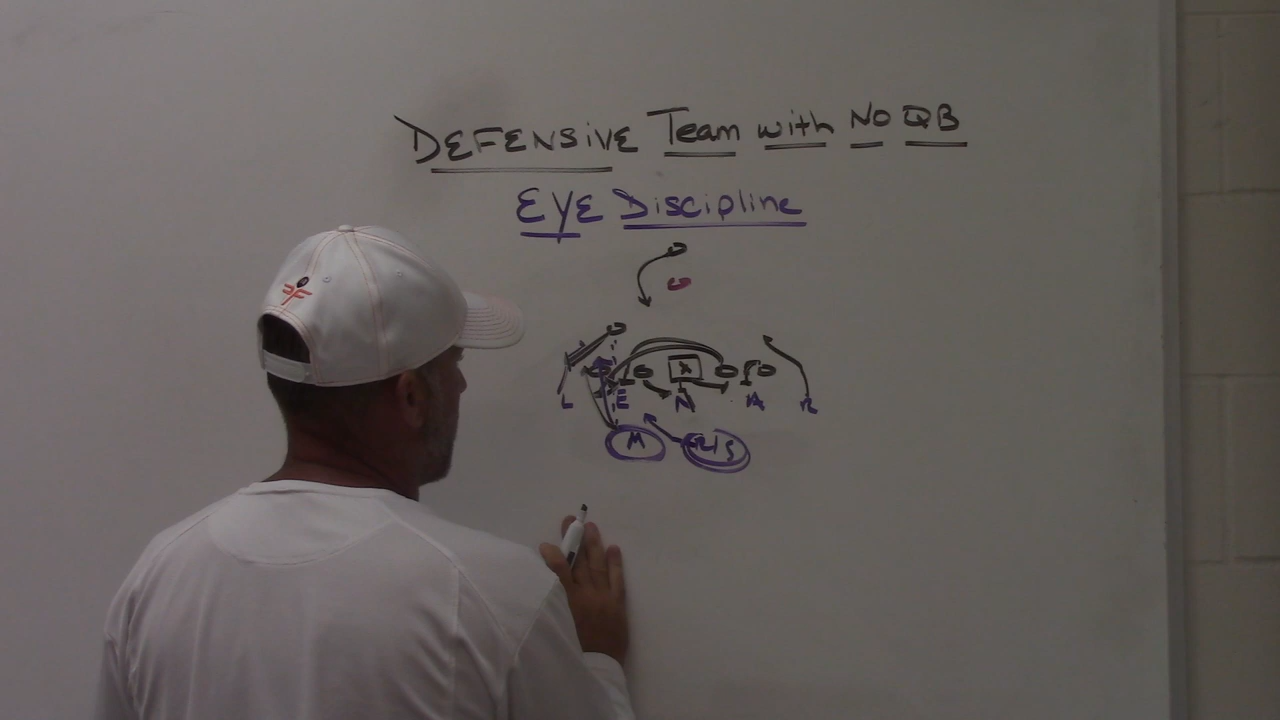 DEFENSIVE Team with NO QB
EYE Discipline
X
L E N A R
M